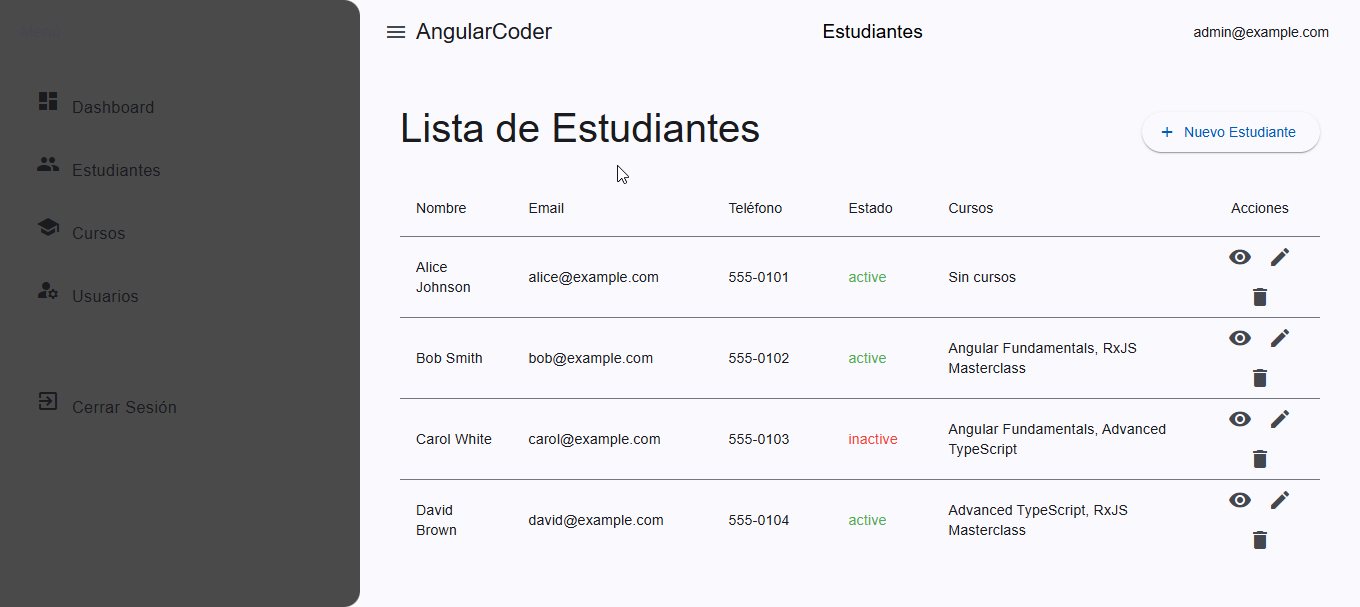 Dashboard
Estudiantes
Cursos
Usuarios
Cerrar Sesión
AngularCoder
Estudiantes
admin@example.com
Lista de Estudiantes
+ Nuevo Estudiante
Nombre Email Teléfono Estado Cursos Acciones
Alice
Johnson
alice@example.com 555-0101 active Sin cursos
Bob Smith bob@example.com 555-0102 active
Angular Fundamentals, RxJS
Masterclass
Carol White carol@example.com 555-0103 inactive
Angular Fundamentals, Advanced
TypeScript
David
Brown
david@example.com 555-0104 active
Advanced TypeScript, RxJS
Masterclass